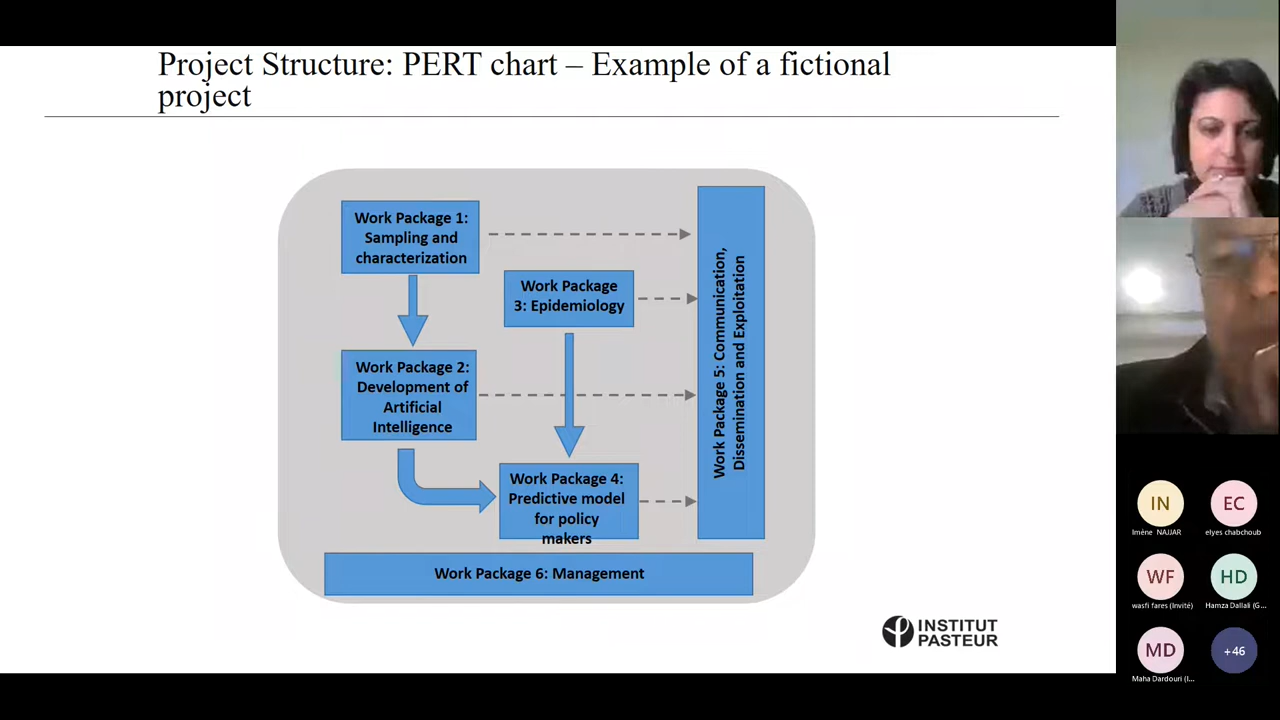 Project Structure: PERT chart – Example of a fictional
project
Work Package 1:
Sampling and
characterization
Work Package
3: Epidemiology
Work Package 2:
Development of
Artificial
Intelligence
Work Package 4:
Predictive model
for policy
makers
Work Package 5: Communication,
Dissemination and Exploitation
Work Package 6: Management
INSTITUT
PASTEUR
IN
Imène NAJJAR
EC
elyes chabchoub
WF
wasfi fares (Invité)
HD
Hamza Dallali (G...
MD
Maha Dardouri (I...
+46